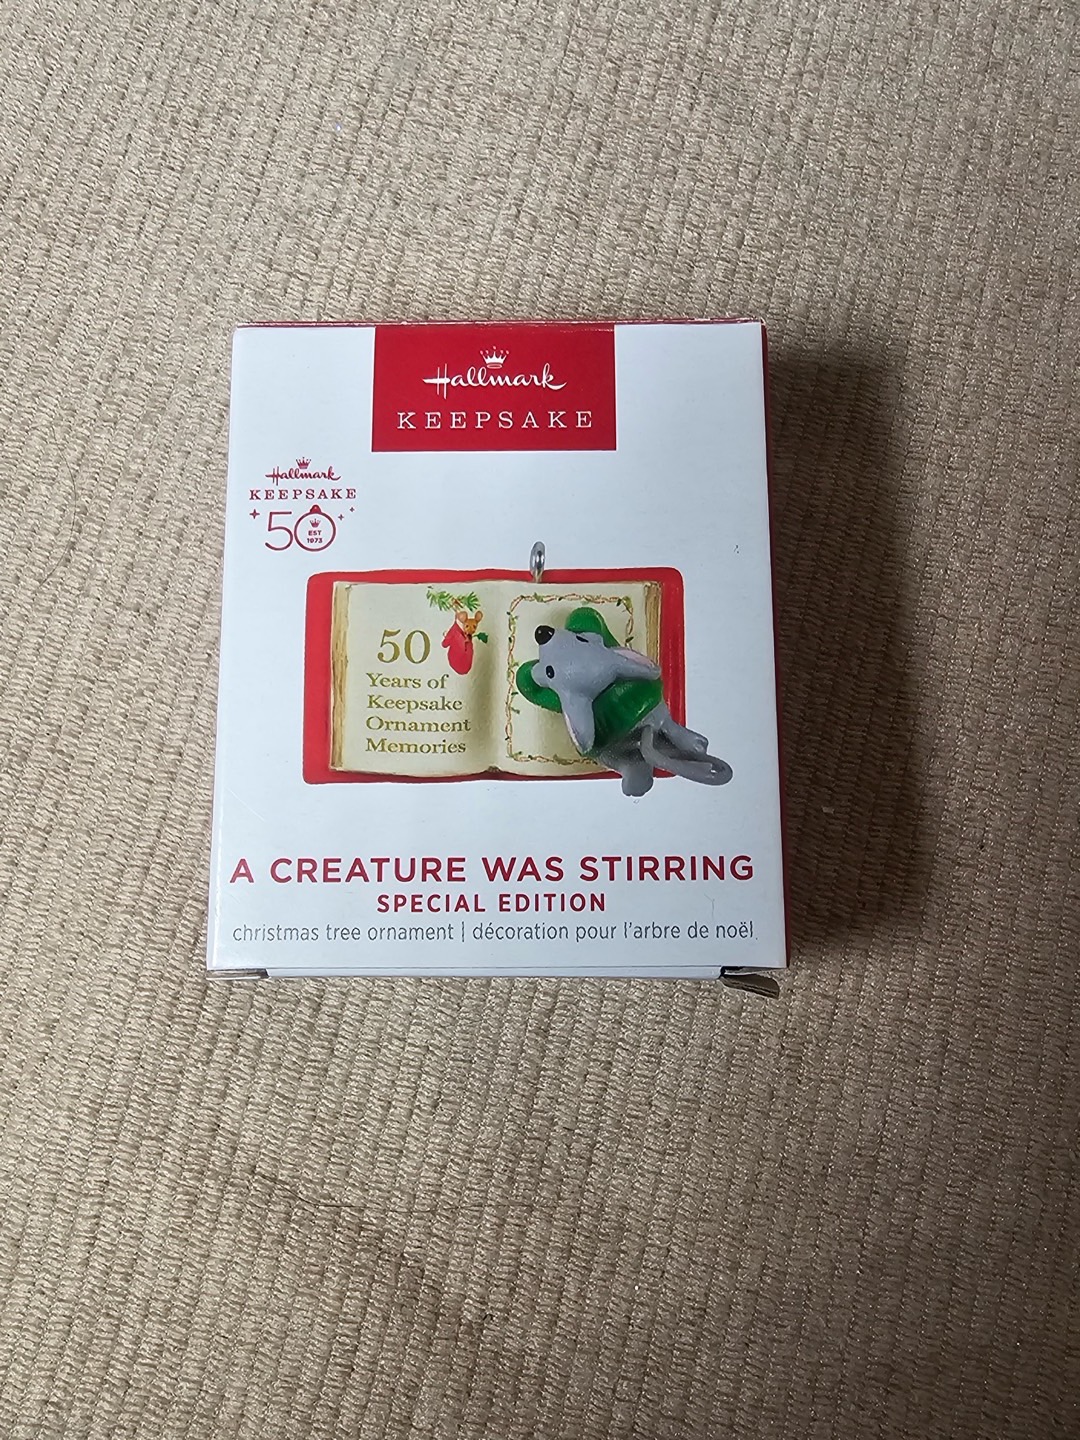 Hallmark
KEEPSAKE
Hallmark
KEEPSAKE
50
EST
1973
50
Years of
Keepsake
Ornament
Memories
A CREATURE WAS STIRRING
SPECIAL EDITION
christmas tree ornament | décoration pour l'arbre de noël